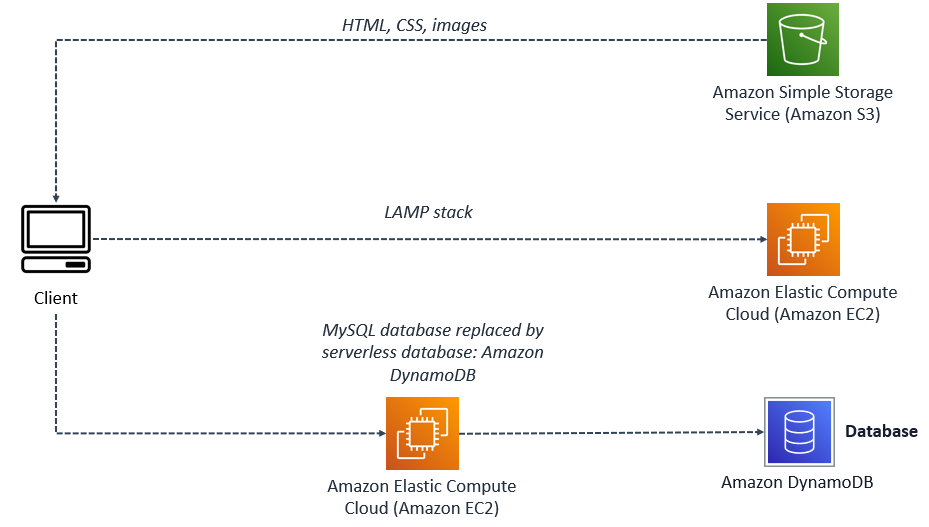 HTML, CSS, images
Amazon Simple Storage
Service (Amazon S3)
LAMP stack
Client
Amazon Elastic Compute
Cloud (Amazon EC2)
MySQL database replaced by
serverless database: Amazon
DynamoDB
Database
Amazon DynamoDB
Amazon Elastic Compute
Cloud (Amazon EC2)